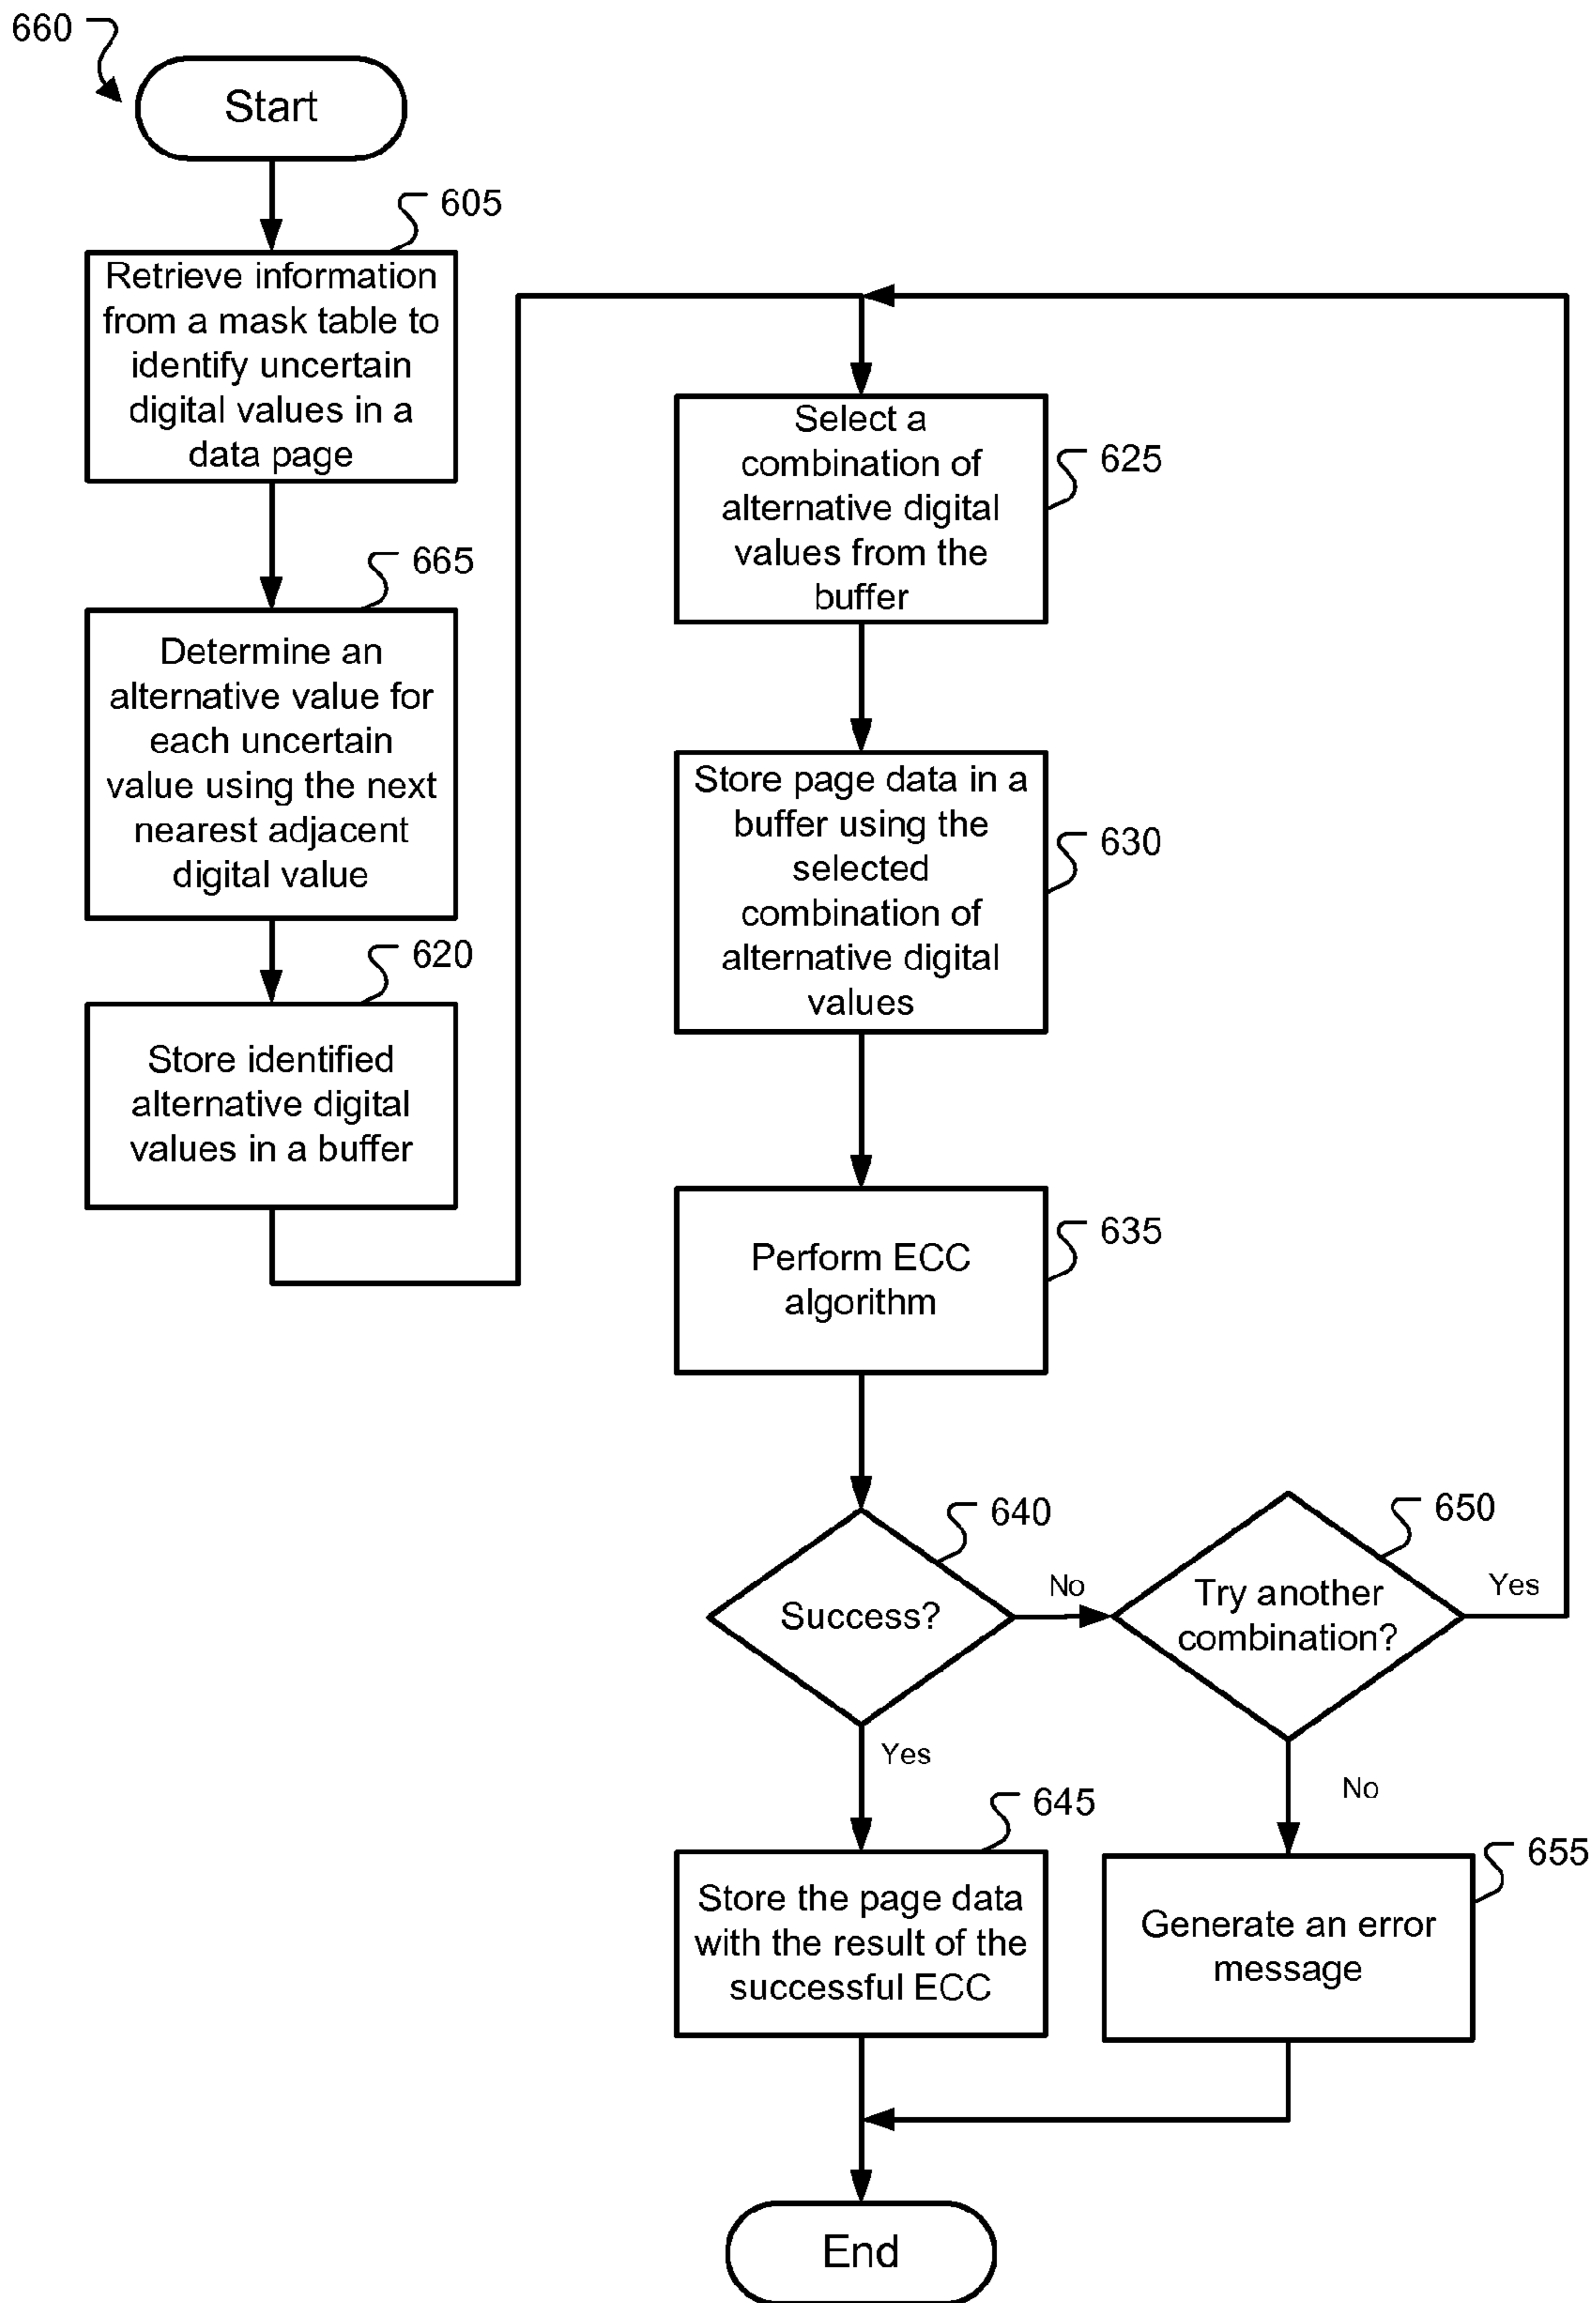 660
Start
605
Retrieve information
from a mask table to
identify uncertain
digital values in a
data page
665
Determine an
alternative value for
each uncertain
value using the next
nearest adjacent
digital value
620
Store identified
alternative digital
values in a buffer
Select a
combination of
alternative digital
values from the
buffer
625
Store page data in a
buffer using the
selected
combination of
alternative digital
values
630
Perform ECC
algorithm
635
640
Success?
No
Yes
650
Try another
combination?
Yes
No
645
Store the page data
with the result of the
successful ECC
655
Generate an error
message
End